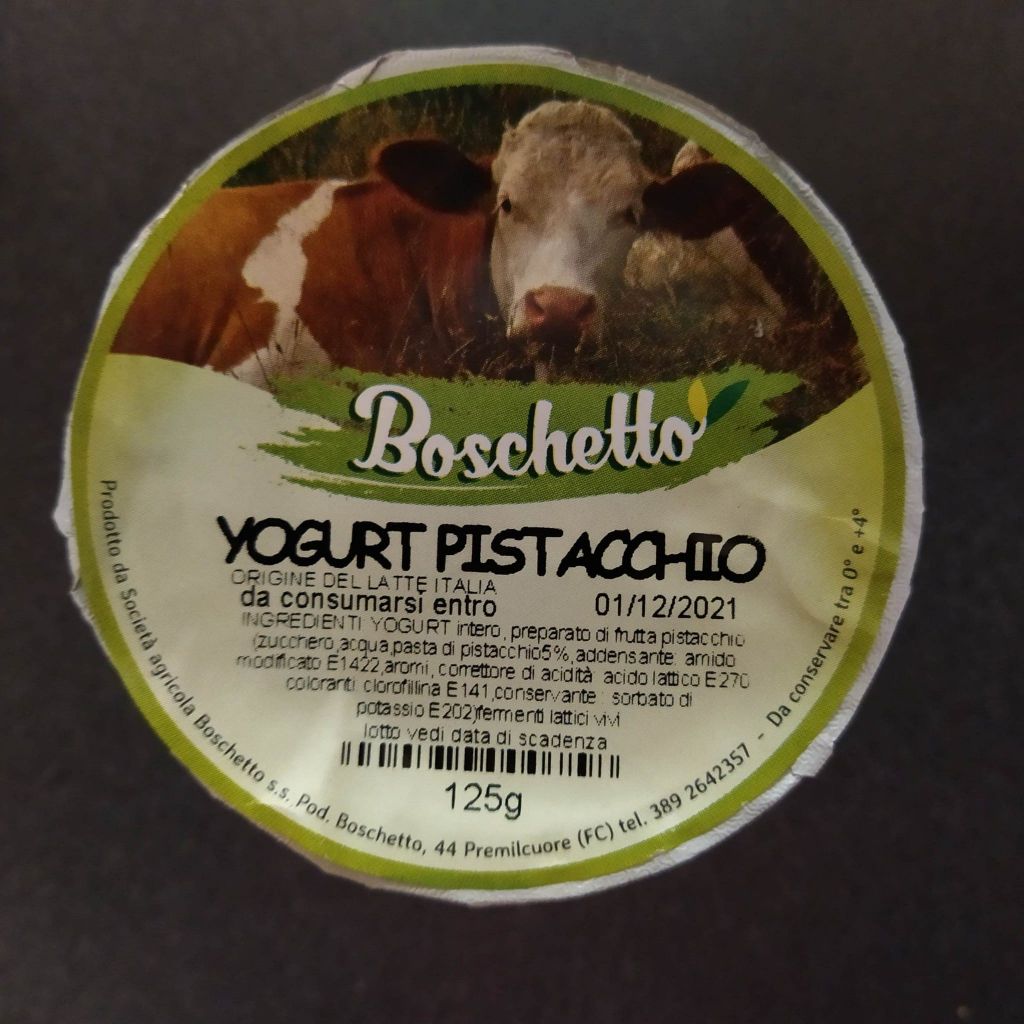 Boschetto
YOGURT PISTACCHIO
ORIGINE DEL LATTE ITALIA
da consumarsi entro 01/12/2021
INGREDIENTI YOGURT intero, preparato di frutta pistacchio
(zucchero,acqua,pasta di pistacchio5%,addensante: amido
modificato E1422,aromi, correttore di acidità: acido lattico E270
coloranti: clorofillina E141,conservante : sorbato di
potassio E202)fermenti lattici vivi
lotto vedi data di scadenza
125g
Prodotto da Società agricola Boschetto s.s. Pod. Boschetto, 44 Premilcuore (FC) tel. 389 2642357 - Da conservare tra 0° e +4°